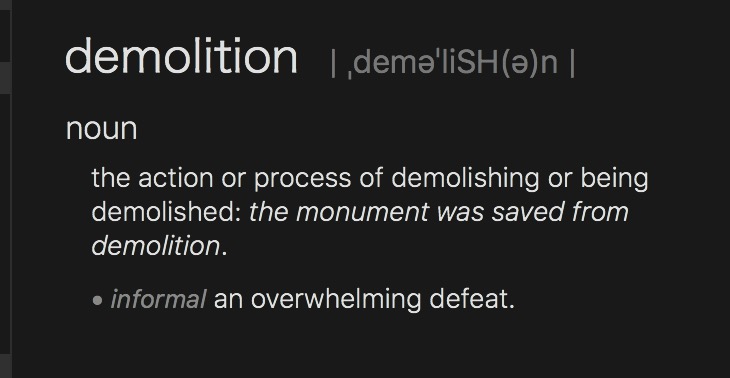 demolition | ˌdeməˈliSH(ə)n |
noun
the action or process of demolishing or being
demolished: the monument was saved from
demolition.
• informal an overwhelming defeat.